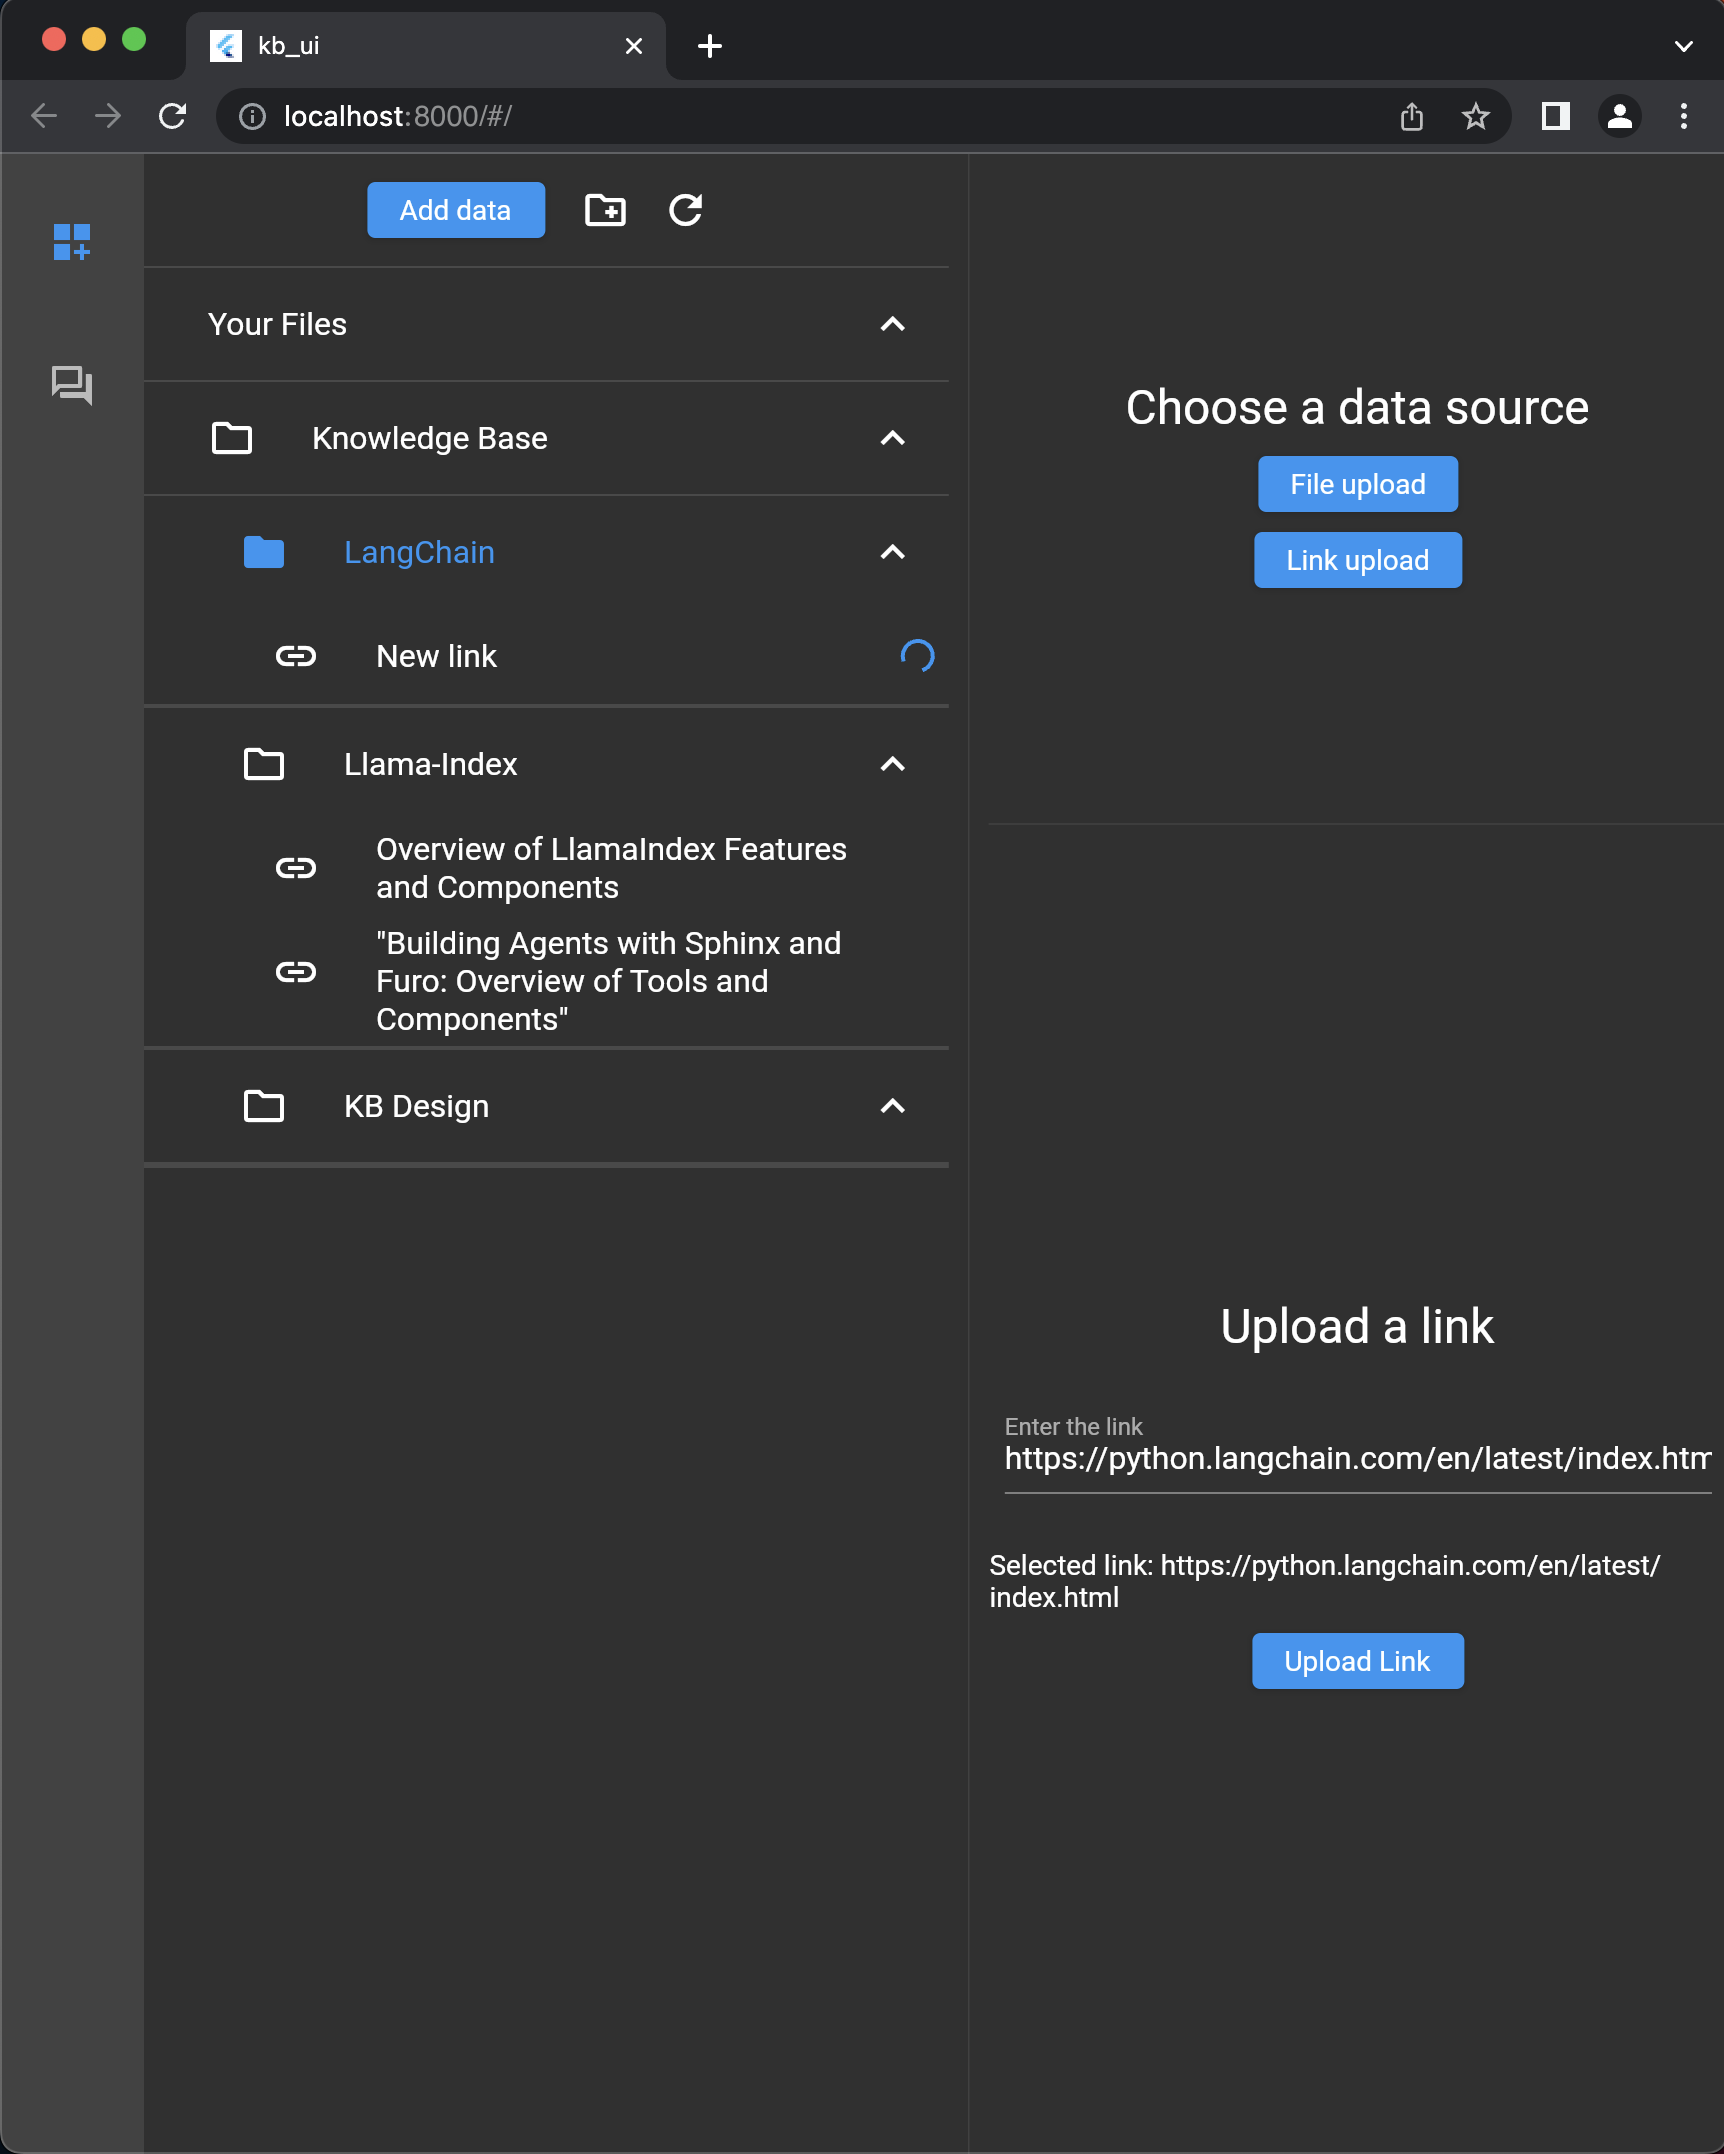 kb_ui
localhost:8000/#/
Add data
Your Files
Knowledge Base
LangChain
New link
Llama-Index
Overview of LlamaIndex Features
and Components
"Building Agents with Sphinx and
Furo: Overview of Tools and
Components"
KB Design
Choose a data source
File upload
Link upload
Upload a link
Enter the link
https://python.langchain.com/en/latest/index.htm
Selected link: https://python.langchain.com/en/latest/
index.html
Upload Link